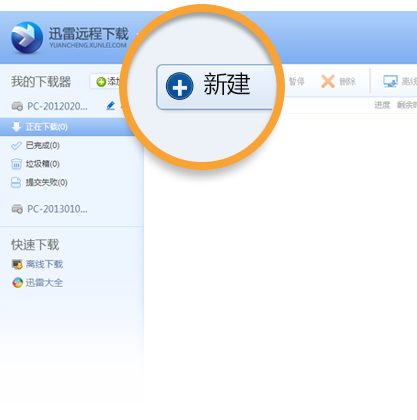 迅雷远程下载
YUANCHENG.XUNLEI.COM
新建
暂停
删除
我的下载器
添加
PC-2012020...
进度
正在下载(0)
已完成(0)
垃圾箱(0)
提交失败(0)
PC-2013010...
快速下载
离线下载
迅雷大全